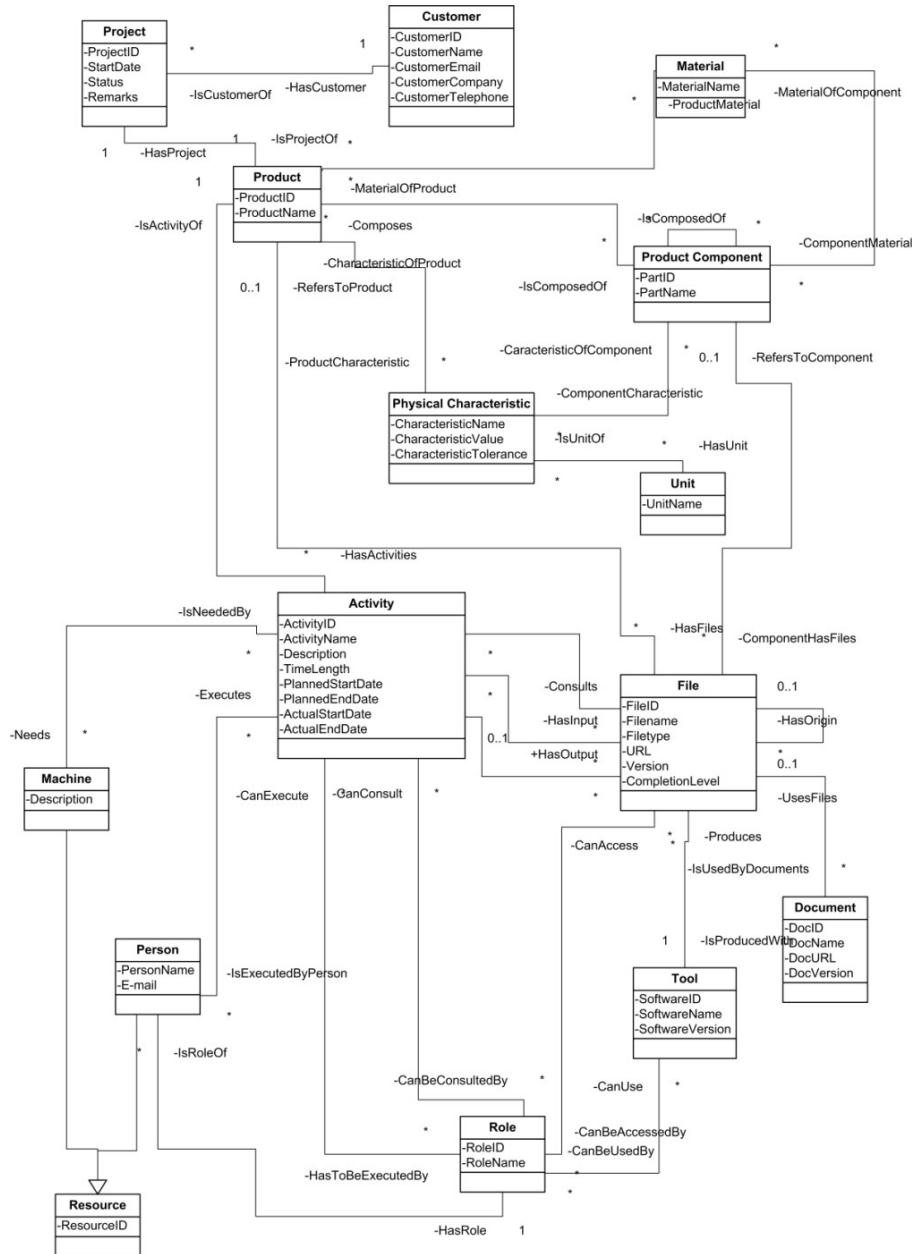 Project
-ProjectID
-StartDate
-Status
-Remarks
*
1
-IsCustomerOf
-HasCustomer
Customer
-CustomerID
-CustomerName
-CustomerEmail
-CustomerCompany
-CustomerTelephone
*
Material
-MaterialName
-ProductMaterial
-MaterialOfComponent
*
1
-HasProject
1
-IsProjectOf
*
1
Product
-ProductID
-ProductName
*
*
-MaterialOfProduct
*
-Composes
-IsActivityOf
-CharacteristicOfProduct
0..1
-RefersToProduct
-IsComposedOf
*
*
*
-IsComposedOf
Product Component
-PartID
-PartName
-ComponentMaterial
*
-ProductCharacteristic
*
-CaracteristicOfComponent
*
0..1
-RefersToComponent
Physical Characteristic
-CharacteristicName
-CharacteristicValue
-CharacteristicTolerance
-ComponentCharacteristic
*
-IsUnitOf
*
-HasUnit
*
Unit
-UnitName
*
-HasActivities
-IsNeededBy
*
Activity
-ActivityID
-ActivityName
-Description
-TimeLength
-PlannedStartDate
-PlannedEndDate
-ActualStartDate
-ActualEndDate
*
-HasFiles
*
-ComponentHasFiles
*
-Consults
*
-HasInput
*
0..1
+HasOutput
*
*
File
-FileID
-Filename
-Filetype
-URL
-Version
-CompletionLevel
0..1
-HasOrigin
*
0..1
-UsesFiles
-Executes
*
-Needs
*
Machine
-Description
-CanExecute
*
-CanConsult
*
-CanAccess
*
*
-Produces
-IsUsedByDocuments
*
Document
-DocID
-DocName
-DocURL
-DocVersion
1
-IsProducedWith
Tool
-SoftwareID
-SoftwareName
-SoftwareVersion
Person
-PersonName
-E-mail
-IsExecutedByPerson
*
*
-IsRoleOf
-CanBeConsultedBy
*
-CanUse
*
Role
-RoleID
-RoleName
*
-HasToBeExecutedBy
-CanBeAccessedBy
-CanBeUsedBy
*
*
-HasRole
1
Resource
-ResourceID